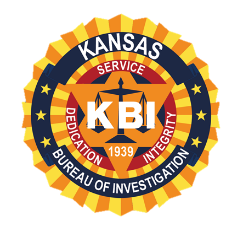 KANSAS
SERVICE
KBI
DEDICATION
INTEGRITY
1939
BUREAU OF INVESTIGATION